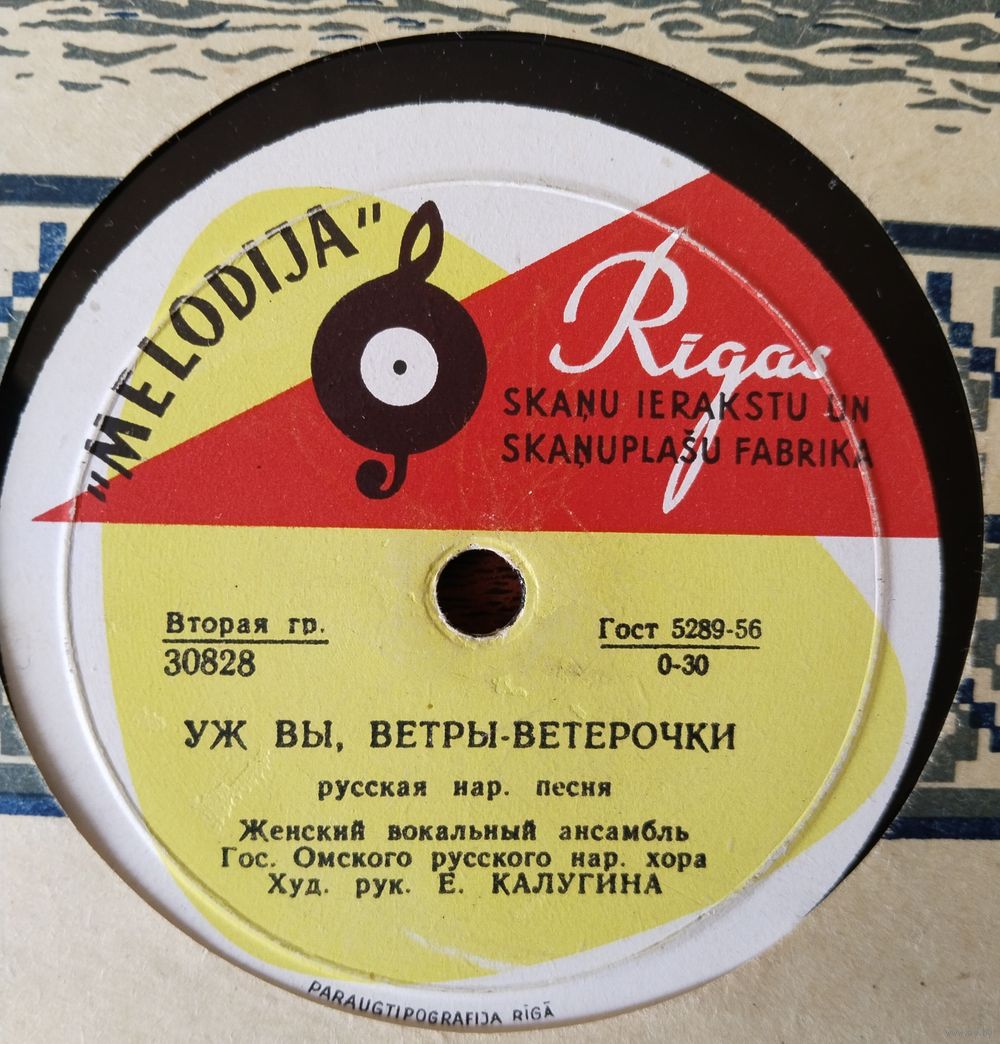 "MELODIJA"
Rīgas
SKAŅU IERAKSTU UN
SKAŅUPLAŠU FABRIKA
Вторая гр.
30828
Гост 5289-56
0-30
УЖ ВЫ, ВЕТРЫ-ВЕТЕРОЧКИ
русская нар. песня
Женский вокальный ансамбль
Гос. Омского русского нар. хора
Худ. рук. Е. КАЛУГИНА
PARAUGTIPOGRAFIJA RĪGĀ